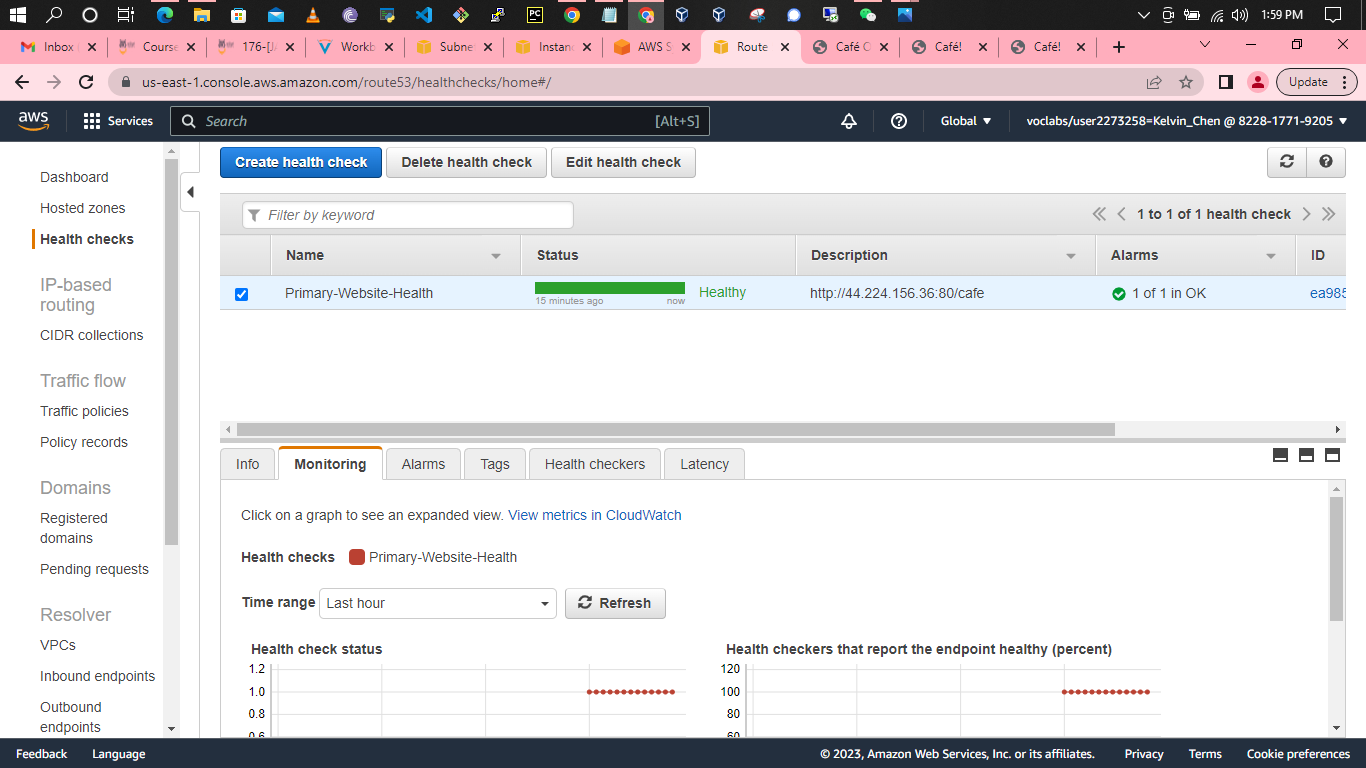 1:59 PM
Inbox (
Course
176-[JA
Workb
Subne
Instanc
AWS S
Route
Café O
Café!
Café!
us-east-1.console.aws.amazon.com/route53/healthchecks/home#/
Update
aws
Services
Search
[Alt+S]
Global
voclabs/user2273258=Kelvin_Chen @ 8228-1771-9205
Dashboard
Hosted zones
Health checks
IP-based
routing
CIDR collections
Traffic flow
Traffic policies
Policy records
Domains
Registered
domains
Pending requests
Resolver
VPCs
Inbound endpoints
Outbound
endpoints
Create health check
Delete health check
Edit health check
Filter by keyword
1 to 1 of 1 health check
Name
Status
Description
Alarms
ID
Primary-Website-Health
15 minutes ago
now
Healthy
http://44.224.156.36:80/cafe
1 of 1 in OK
ea985
Info
Monitoring
Alarms
Tags
Health checkers
Latency
Click on a graph to see an expanded view. View metrics in CloudWatch
Health checks
Primary-Website-Health
Time range
Last hour
Refresh
Health check status
1.2
1.0
0.8
0.6
Health checkers that report the endpoint healthy (percent)
120
100
80
60
Feedback
Language
© 2023, Amazon Web Services, Inc. or its affiliates.
Privacy
Terms
Cookie preferences